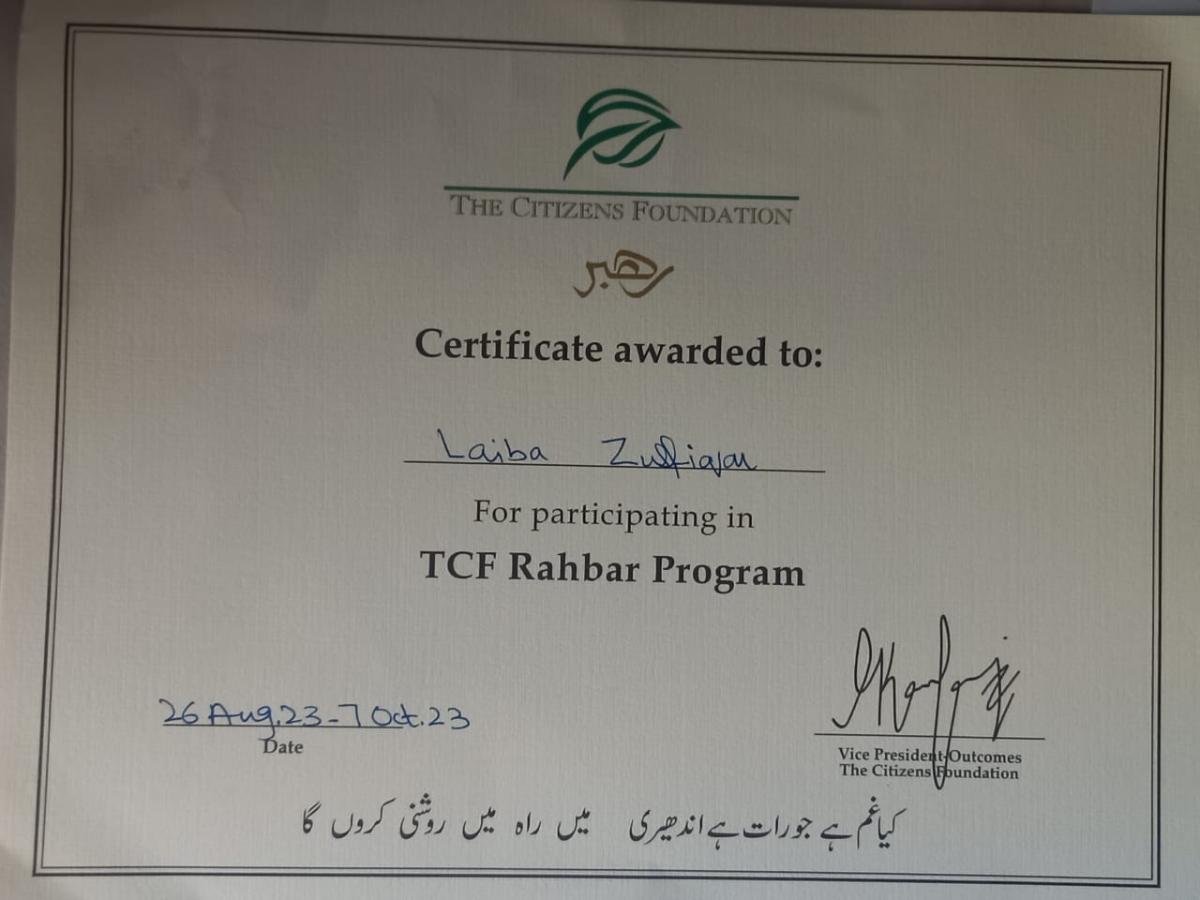 THE CITIZENS FOUNDATION
رهبر
Certificate awarded to:
Laiba Zulfiqar
For participating in
TCF Rahbar Program
26 Aug.23-7 Oct.23
Date
Vice President-Outcomes
The Citizens Foundation
کیا غم ہے جو رات ہے اندھیری میں راہ میں روشنی کروں گا